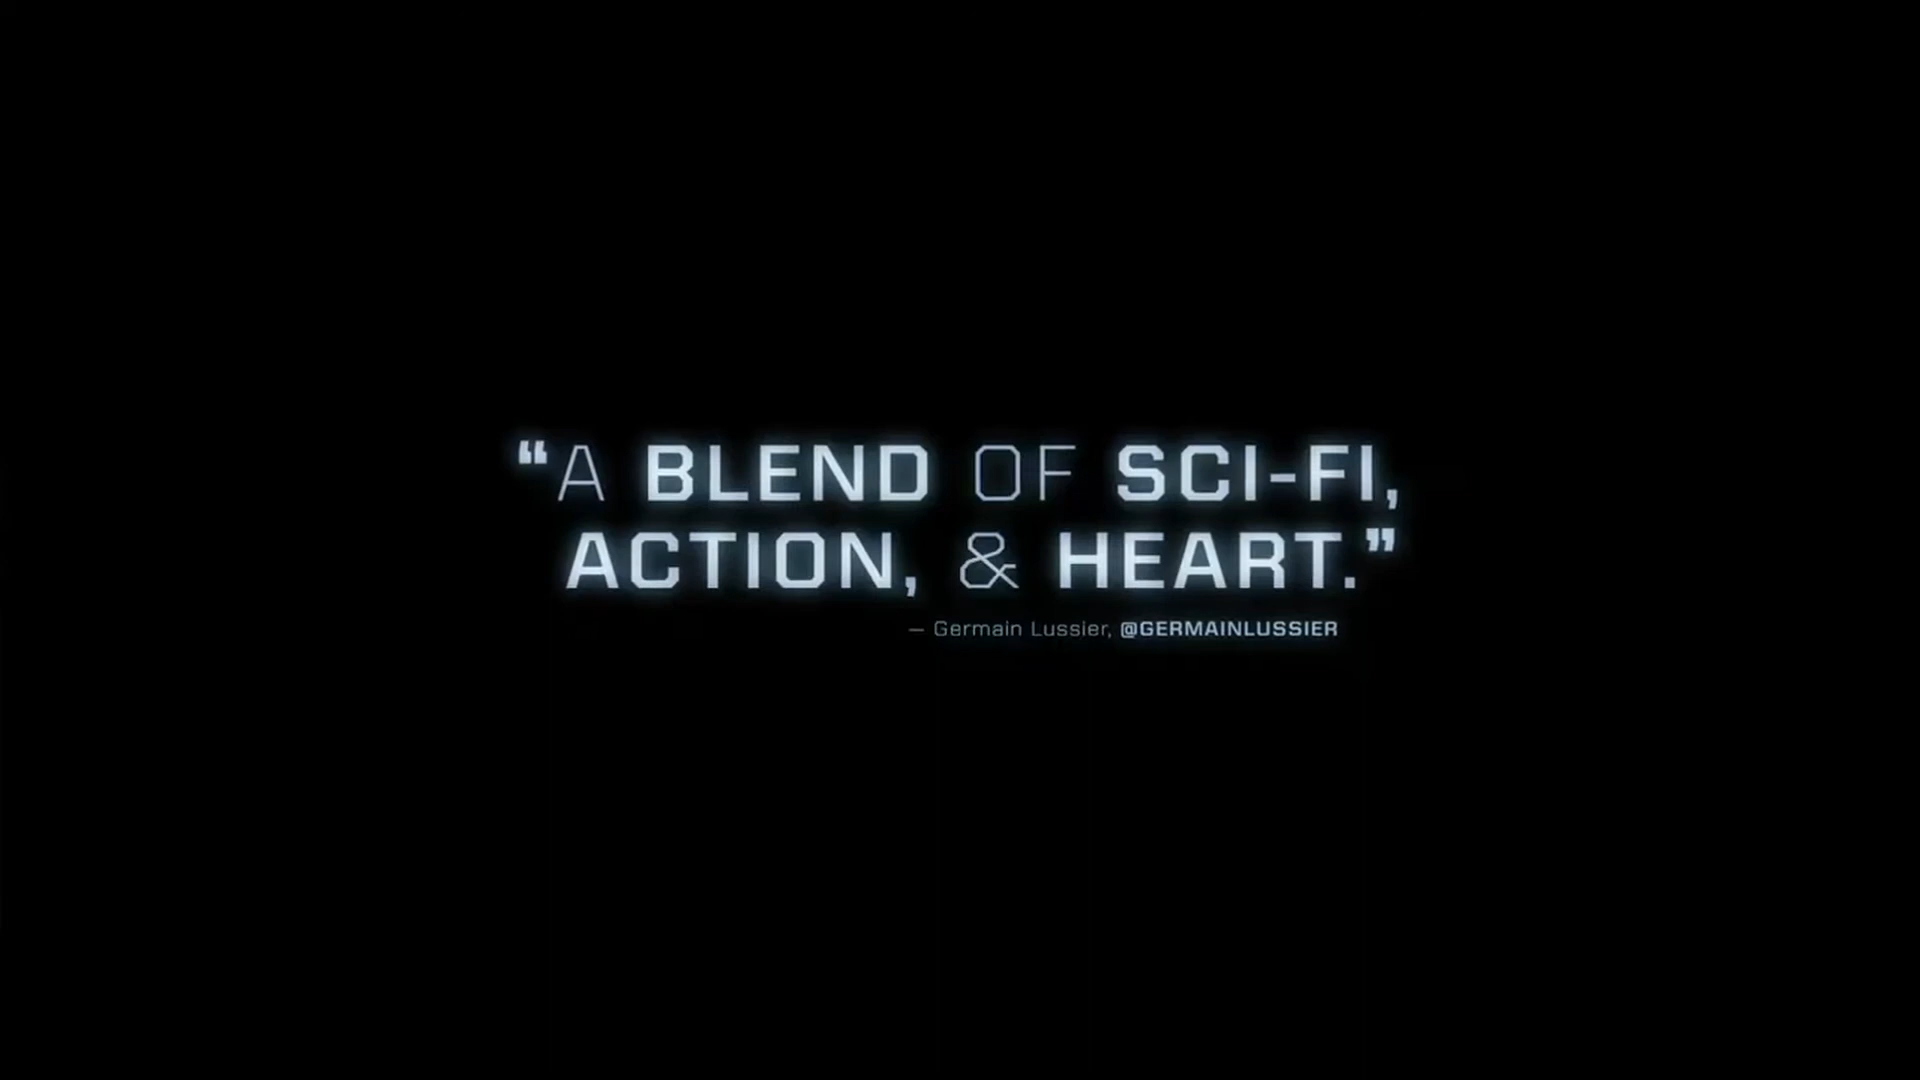 “A BLEND OF SCI-FI,
ACTION, & HEART.”
— Germain Lussier, @GERMAINLUSSIER